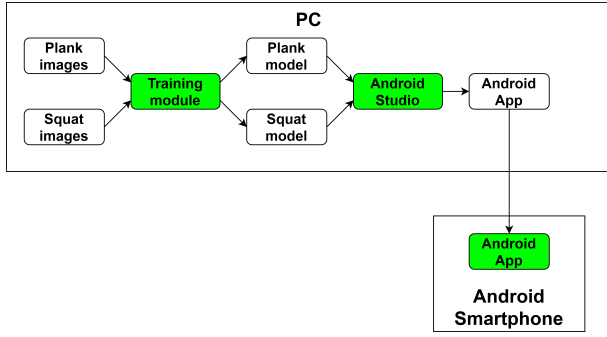 PC
Plank
images
Training
module
Plank
model
Android
Studio
Android
App
Squat
images
Squat
model
Android
App
Android
Smartphone